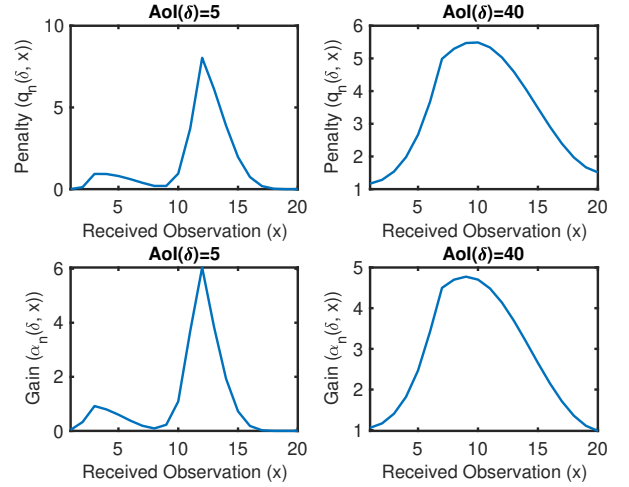 AoI(δ)=5
Penalty (q_n(δ, x))
10
5
0
5 10 15 20
Received Observation (x)
AoI(δ)=40
Penalty (q_n(δ, x))
6
5
4
3
2
1
5 10 15 20
Received Observation (x)
AoI(δ)=5
Gain (α_n(δ, x))
6
4
2
0
5 10 15 20
Received Observation (x)
AoI(δ)=40
Gain (α_n(δ, x))
5
4
3
2
1
5 10 15 20
Received Observation (x)